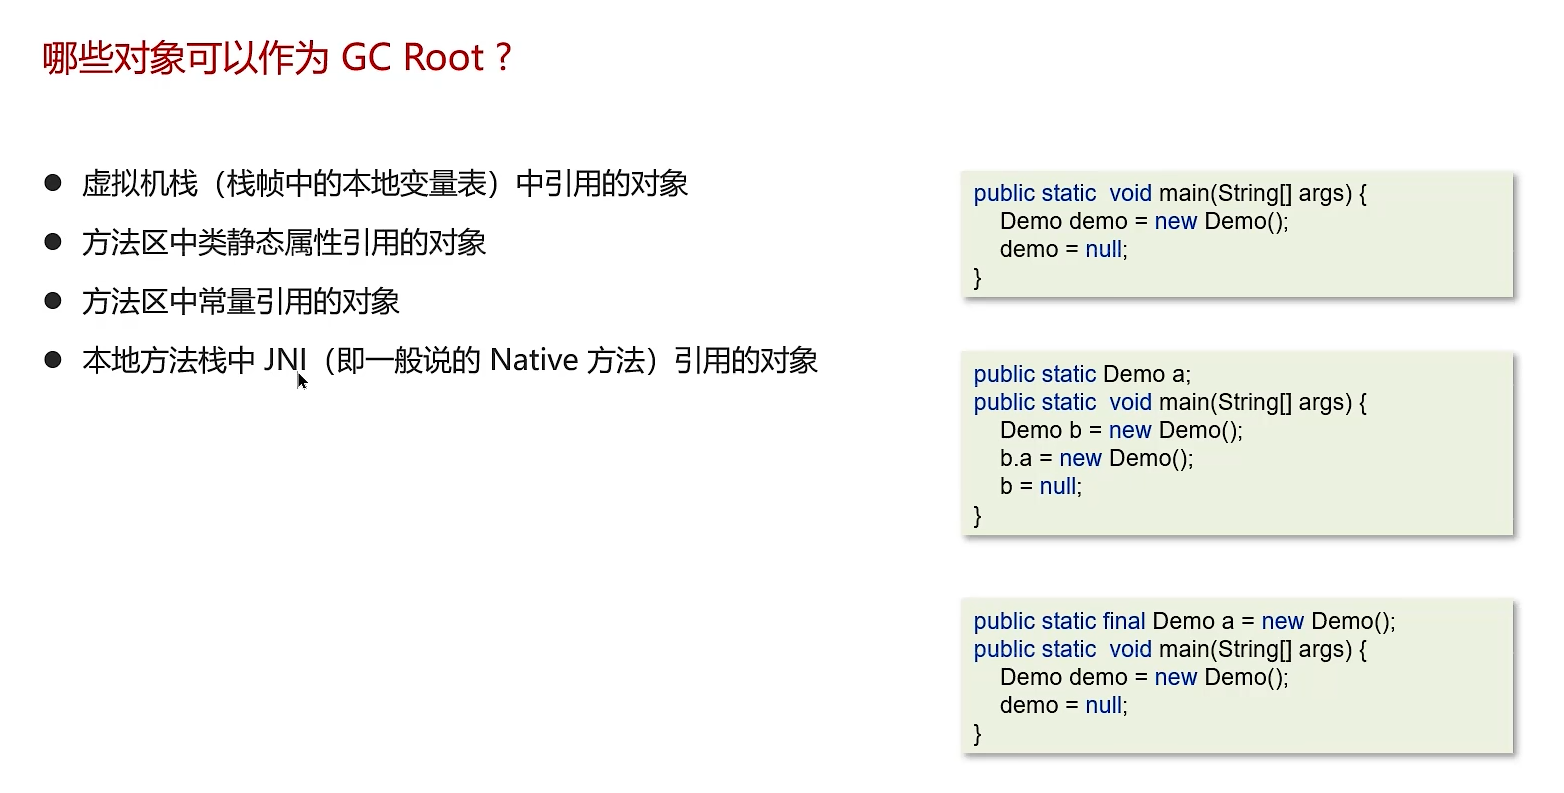 哪些对象可以作为 GC Root ?
● 虚拟机栈（栈帧中的本地变量表）中引用的对象
● 方法区中类静态属性引用的对象
● 方法区中常量引用的对象
● 本地方法栈中 JNI（即一般说的 Native 方法）引用的对象
public static  void main(String[] args) {
    Demo demo = new Demo();
    demo = null;
}
public static Demo a;
public static  void main(String[] args) {
    Demo b = new Demo();
    b.a = new Demo();
    b = null;
}
public static final Demo a = new Demo();
public static  void main(String[] args) {
    Demo demo = new Demo();
    demo = null;
}